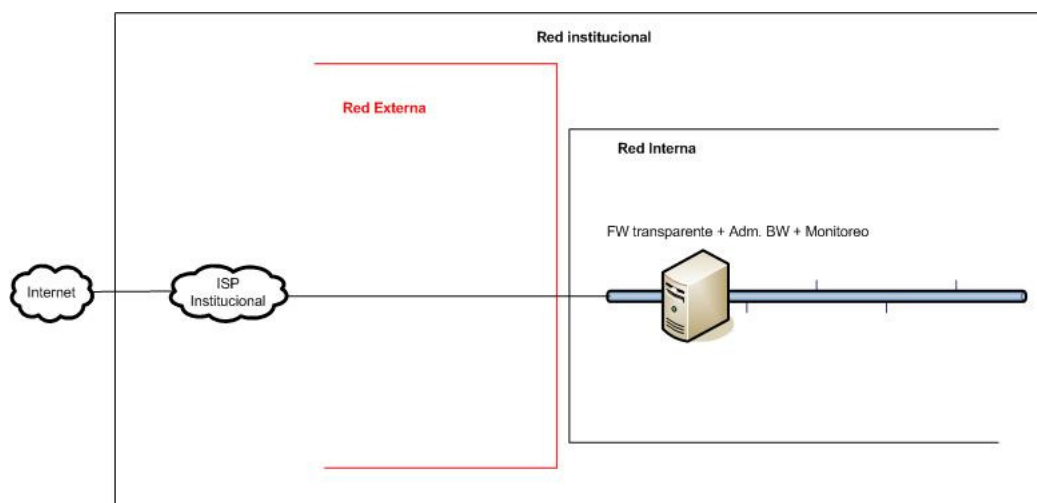 Red institucional
Red Externa
Red Interna
FW transparente + Adm. BW + Monitoreo
Internet
ISP
Institucional